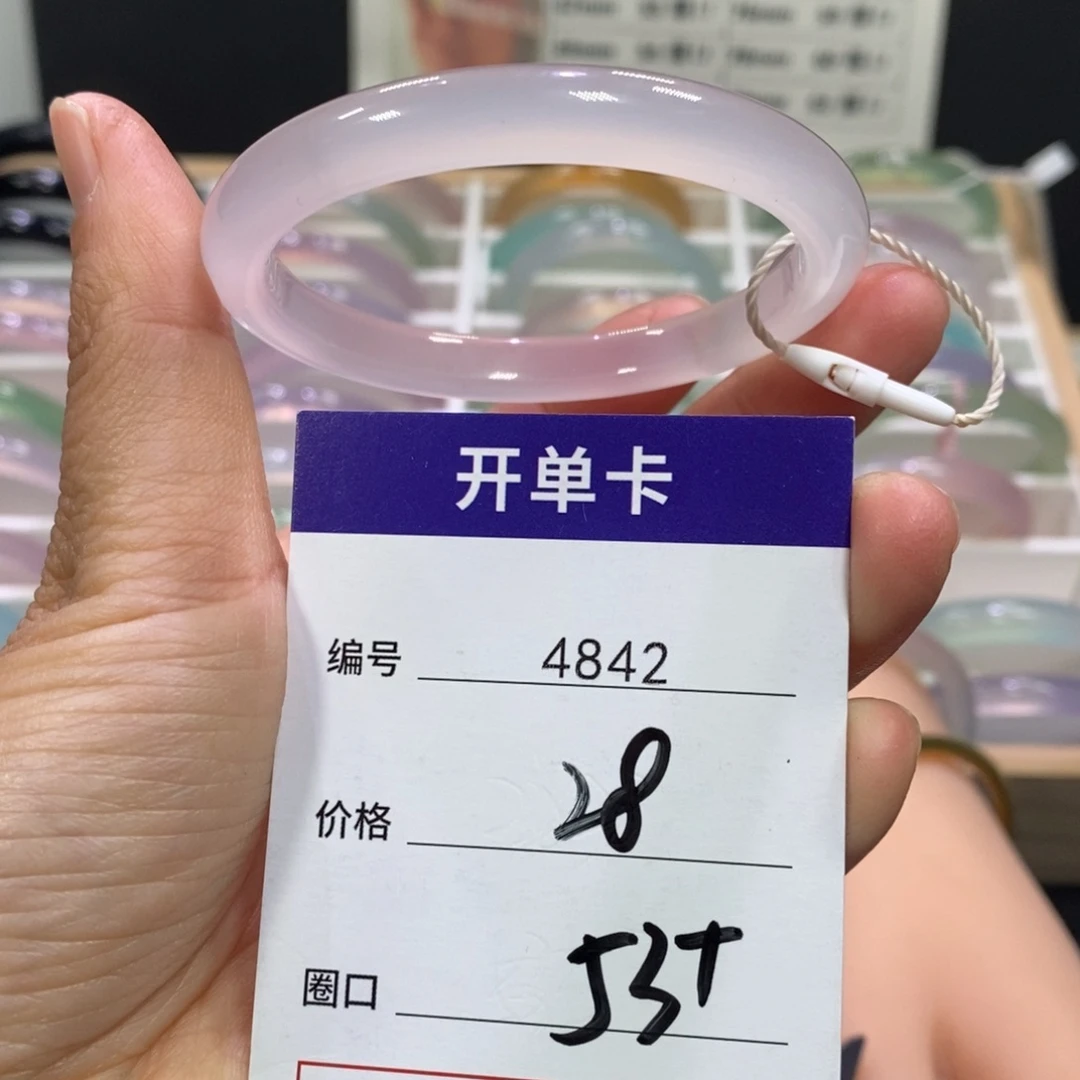 开单卡
编号 4842
价格 28
圈口 53+